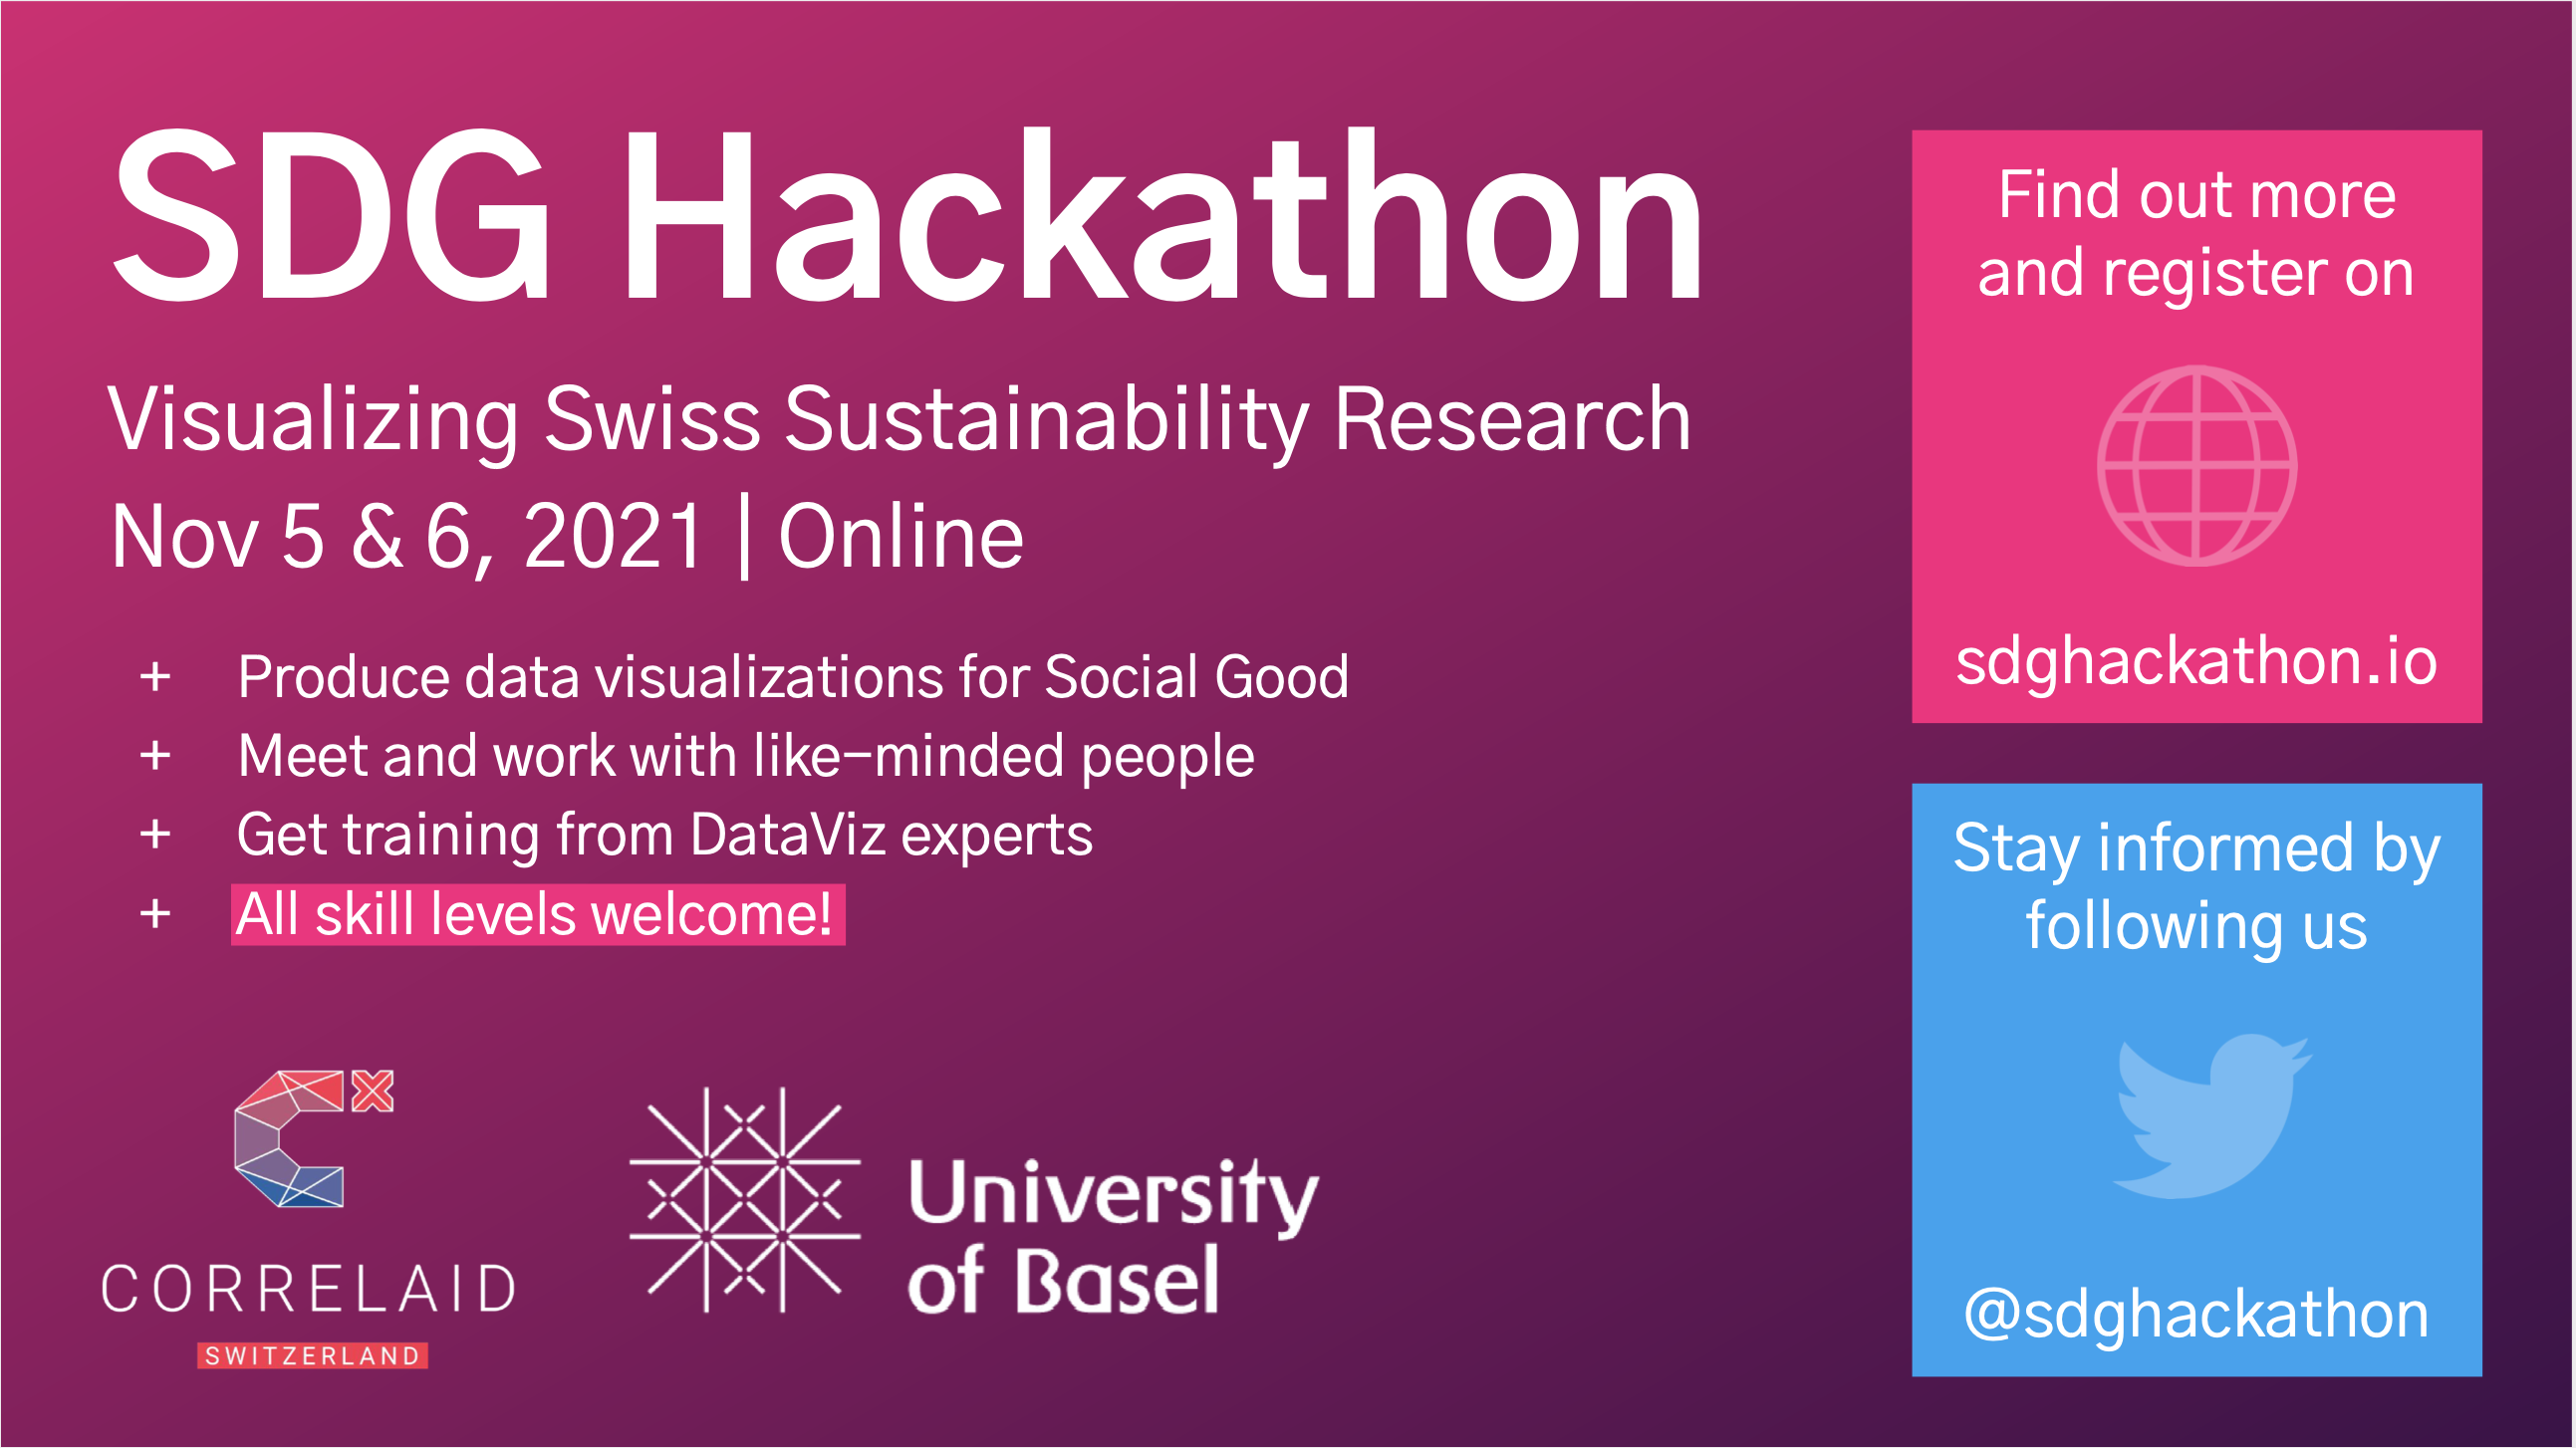 SDG Hackathon
Visualizing Swiss Sustainability Research
Nov 5 & 6, 2021 | Online
+ Produce data visualizations for Social Good
+ Meet and work with like-minded people
+ Get training from DataViz experts
+ All skill levels welcome!
CORRELAID
SWITZERLAND
University
of Basel
Find out more
and register on
sdghackathon.io
Stay informed by
following us
@sdghackathon